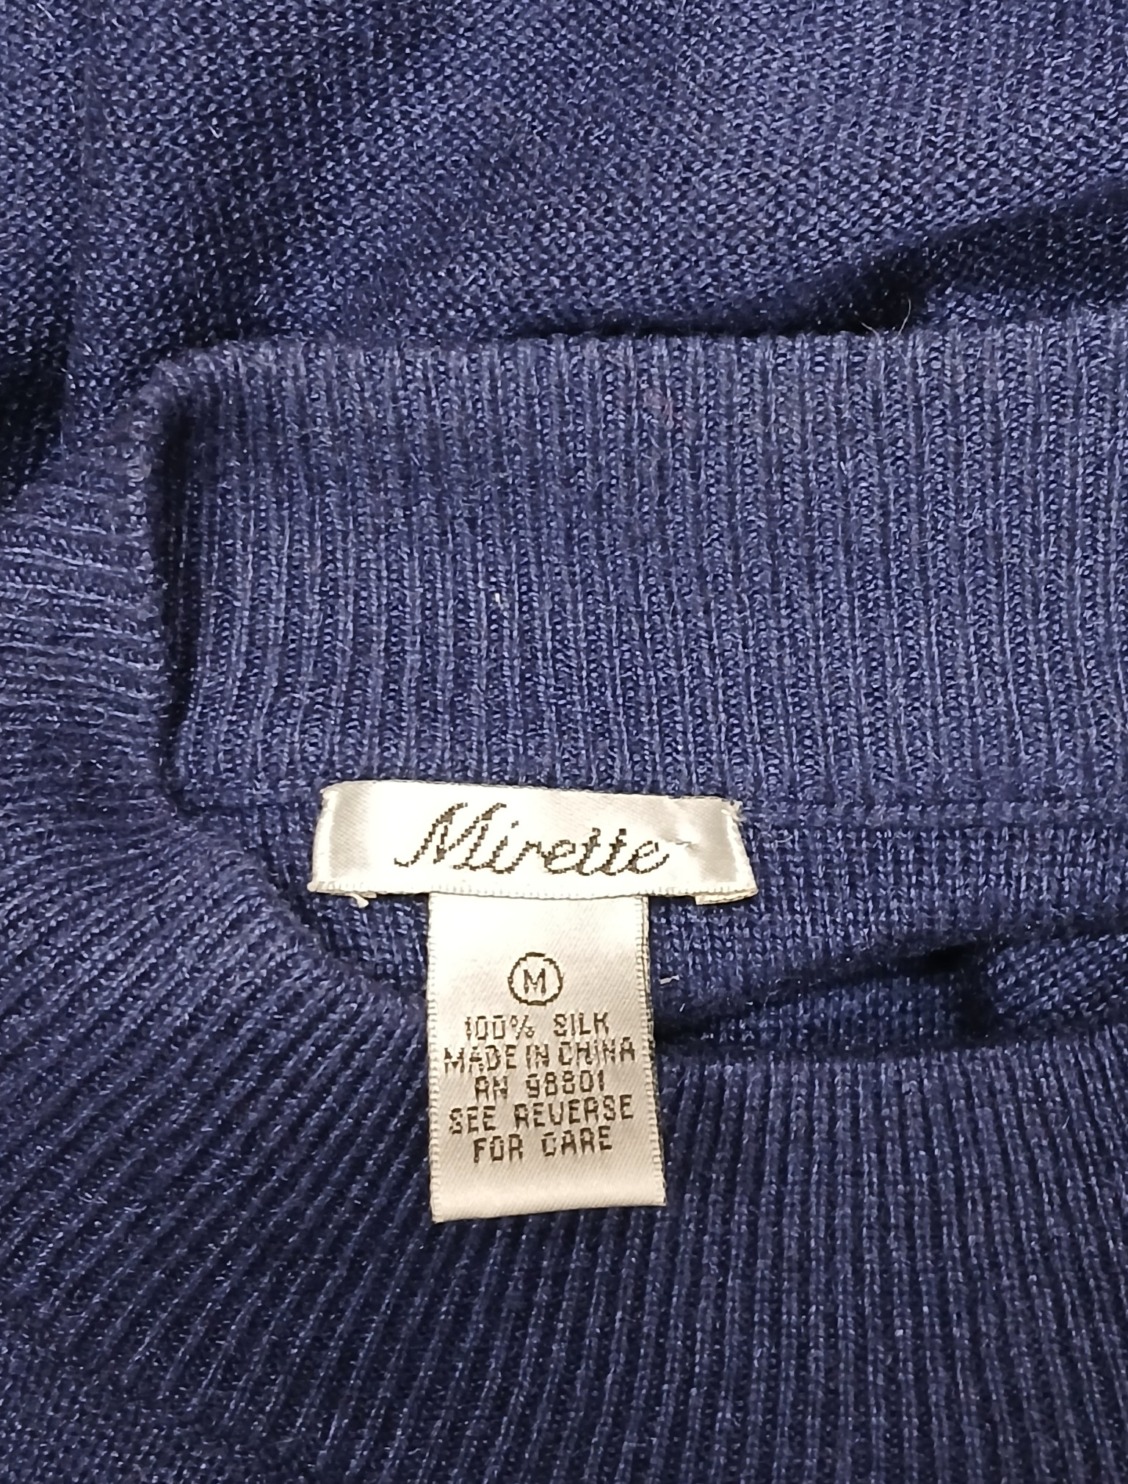 Mirette
M
100% SILK
MADE IN CHINA
RN 98801
SEE REVERSE
FOR CARE